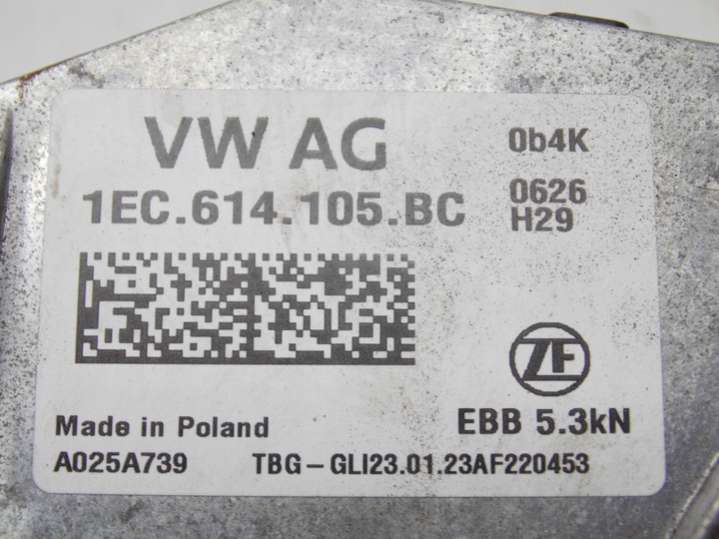 VW AG
0b4K
1EC.614.105.BC
0626
H29
ZF
EBB 5.3kN
Made in Poland
A025A739
TBG-GLI23.01.23AF220453